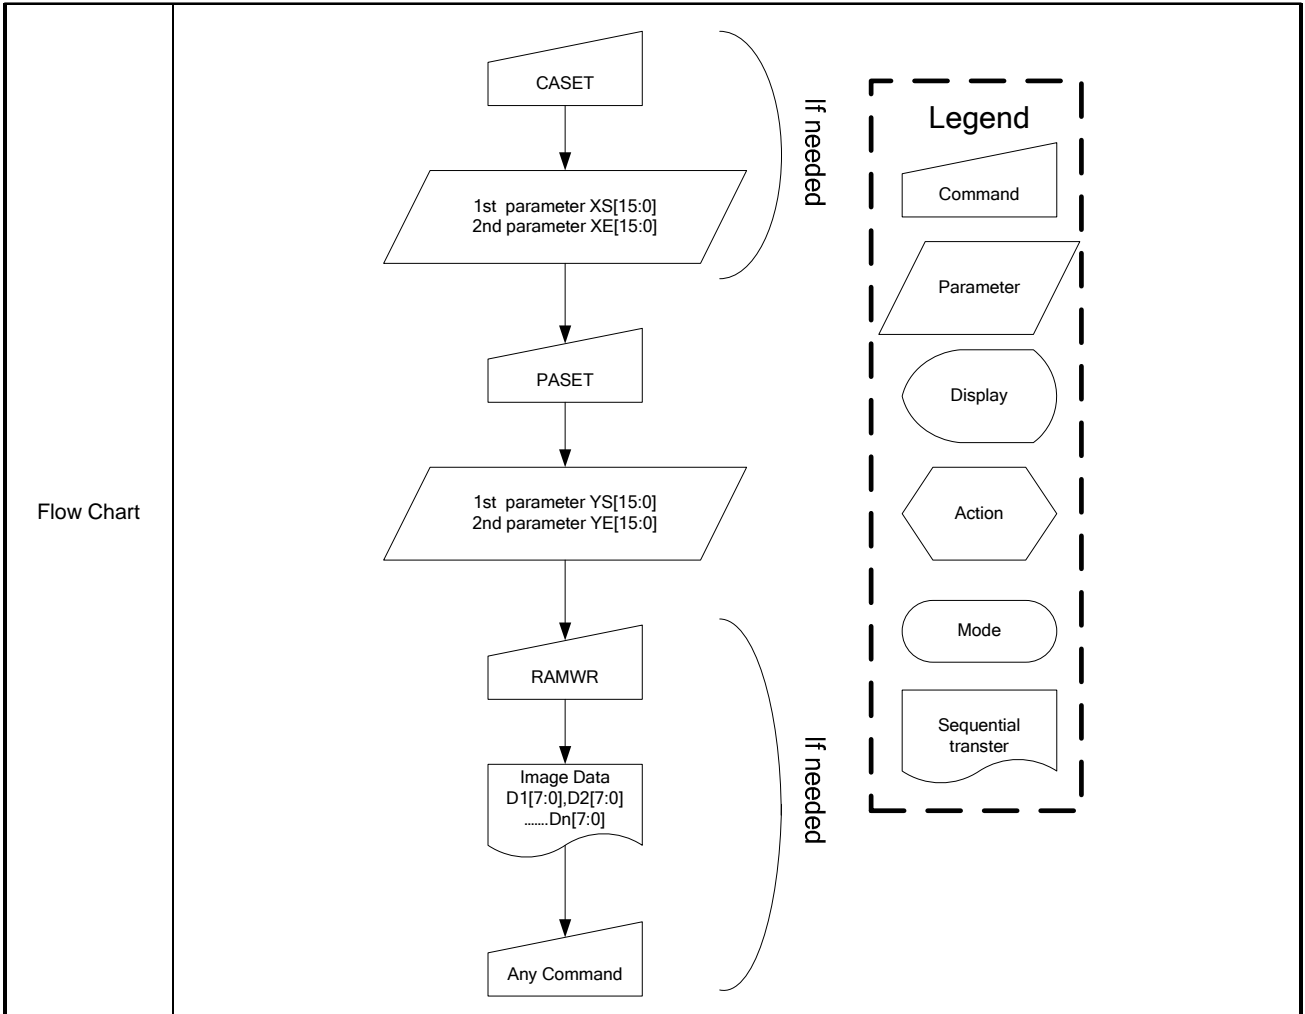 Flow Chart
CASET
1st parameter XS[15:0]
2nd parameter XE[15:0]
If needed
PASET
1st parameter YS[15:0]
2nd parameter YE[15:0]
RAMWR
Image Data
D1[7:0],D2[7:0]
.......Dn[7:0]
Any Command
If needed
Legend
Command
Parameter
Display
Action
Mode
Sequential
transter